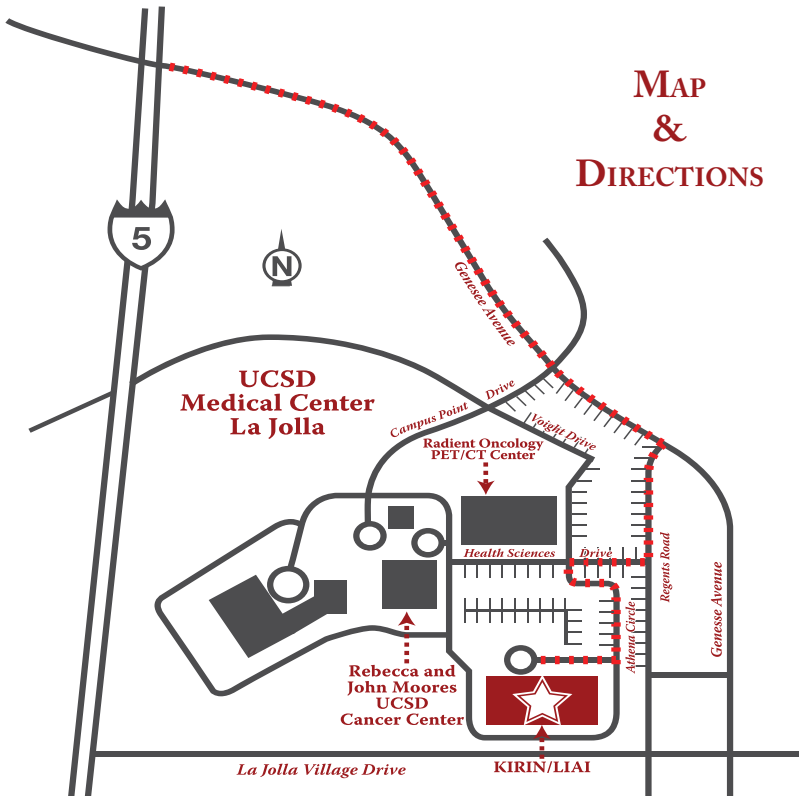 MAP
&
DIRECTIONS
5
N
Genesee Avenue
UCSD
Medical Center
La Jolla
Campus Point Drive
Voight Drive
Radient Oncology
PET/CT Center
Health Sciences Drive
Regents Road
Genesse Avenue
Athena Circle
Rebecca and
John Moores
UCSD
Cancer Center
KIRIN/LIAI
La Jolla Village Drive